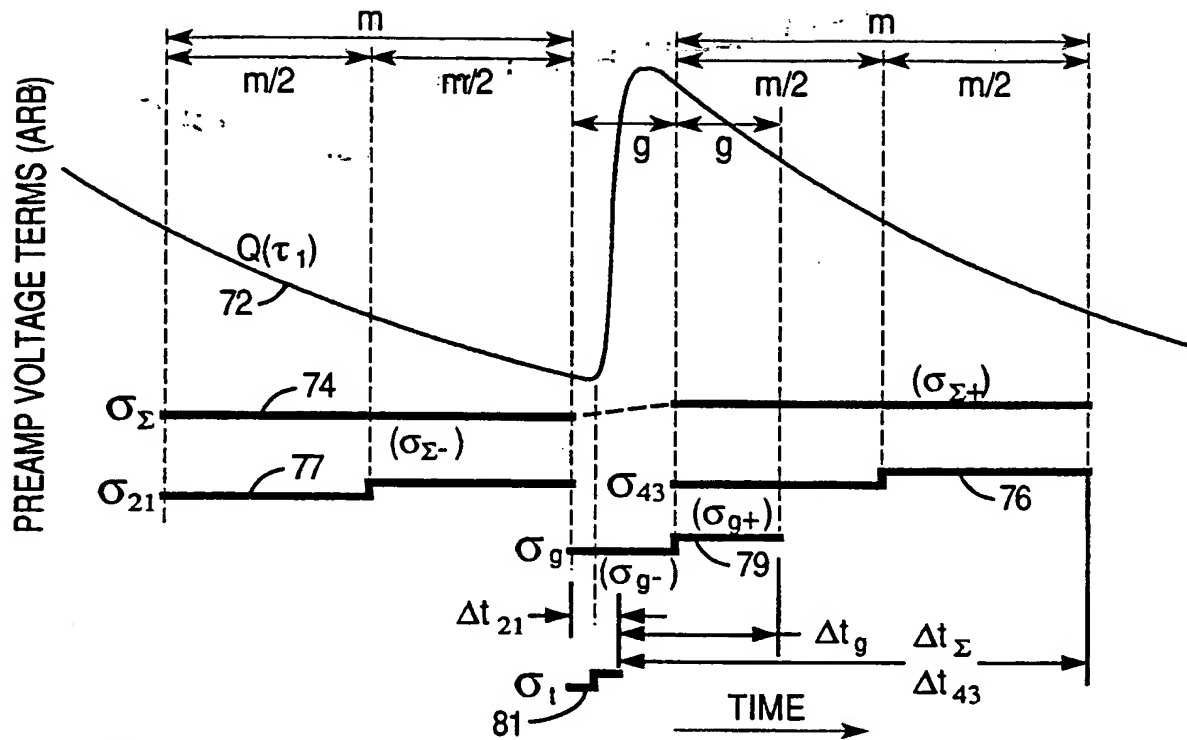 m
m
m/2
m/2
m/2
m/2
g
g
PREAMP VOLTAGE TERMS (ARB)
Q(τ₁)
72
74
(σΣ+)
σΣ
(σΣ-)
77
σ₂₁
σ₄₃
76
(σg+)
σg
79
(σg-)
Δt₂₁
Δtg
ΔtΣ
Δt₄₃
σ₁
81
TIME